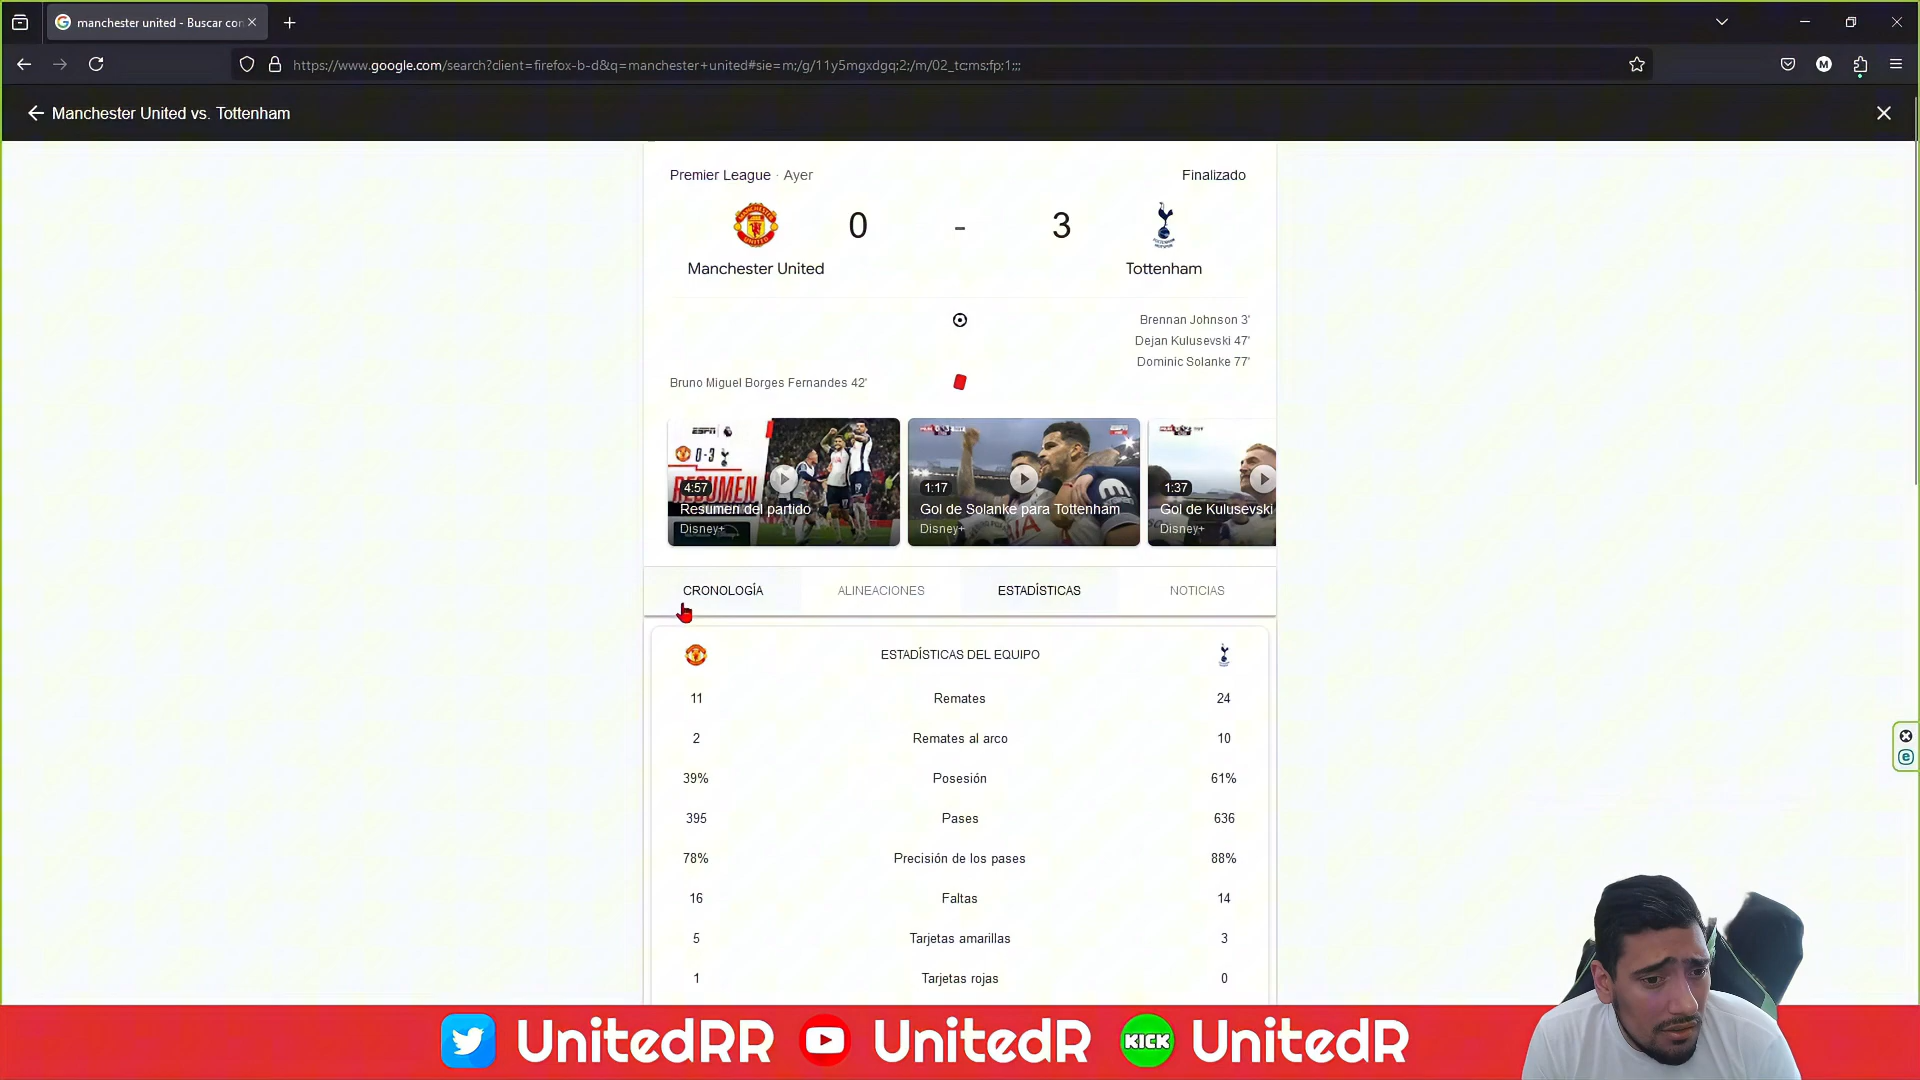 manchester united - Buscar con
https://www.google.com/search?client=firefox-b-d&q=manchester+united#sie=m;/g/11y5mgxdgq;2;/m/02_tc;ms;fp;1;;;
M
Manchester United vs. Tottenham
Premier League · Ayer
Finalizado
0 - 3
Manchester United
Tottenham
Brennan Johnson 3'
Dejan Kulusevski 47'
Dominic Solanke 77'
Bruno Miguel Borges Fernandes 42'
ESPN
0-3
RESUMEN
4:57
Resumen del partido
Disney+
1:17
Gol de Solanke para Tottenham
Disney+
1:37
Gol de Kulusevski
Disney+
CRONOLOGÍA
ALINEACIONES
ESTADÍSTICAS
NOTICIAS
ESTADÍSTICAS DEL EQUIPO
11 Remates 24
2 Remates al arco 10
39% Posesión 61%
395 Pases 636
78% Precisión de los pases 88%
16 Faltas 14
5 Tarjetas amarillas 3
1 Tarjetas rojas 0
UnitedRR
UnitedR
KICK
UnitedR